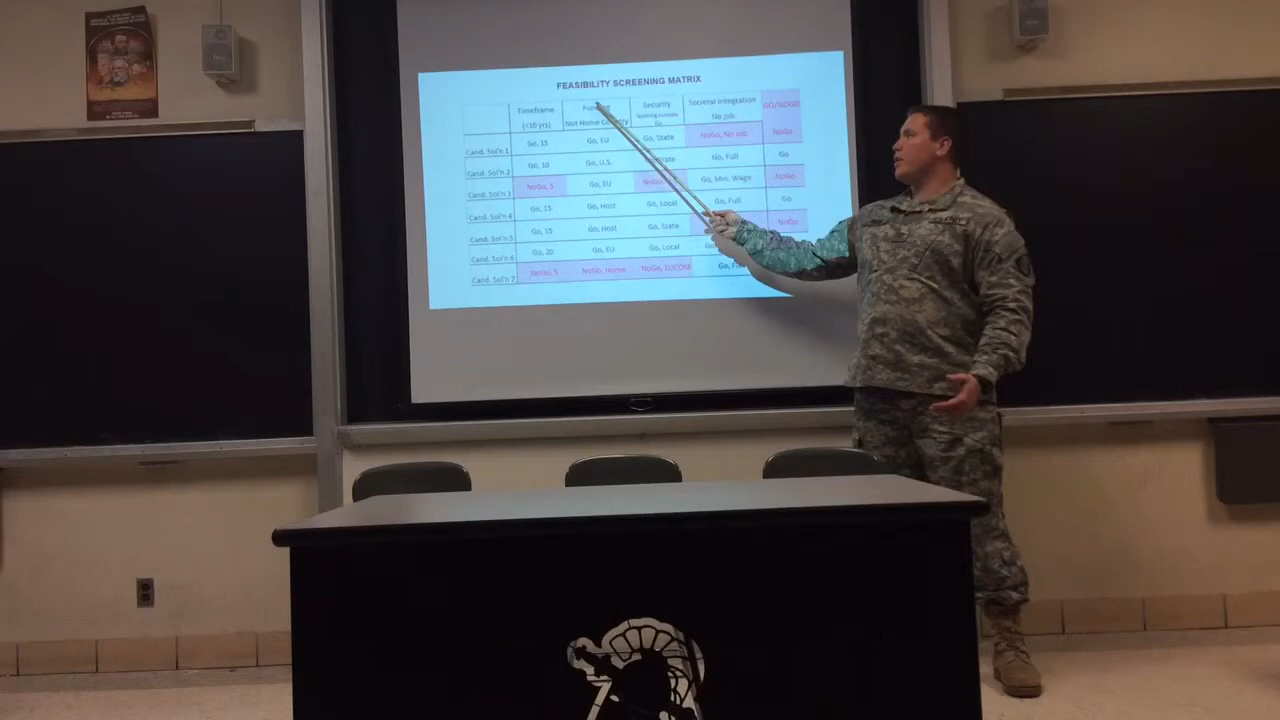 FEASIBILITY SCREENING MATRIX
Timeframe Security Societal Integration GO/NOGO
(<10 yrs) Not Home No Job
Cand. Sol'n 1 Go, 15 Go, EU Go, State NoGo, No Job NoGo
Cand. Sol'n 2 Go, 10 Go, U.S. Go, Full Go
Cand. Sol'n 3 NoGo, 5 Go, EU NoGo, Go, Min. Wage NoGo
Cand. Sol'n 4 Go, 15 Go, Host Go, Local Go, Full Go
Cand. Sol'n 5 Go, 15 Go, Host Go, State NoGo
Cand. Sol'n 6 Go, 20 Go, EU Go, Local
Cand. Sol'n 7 NoGo, 5 NoGo, Home NoGo, EUCOM Go,